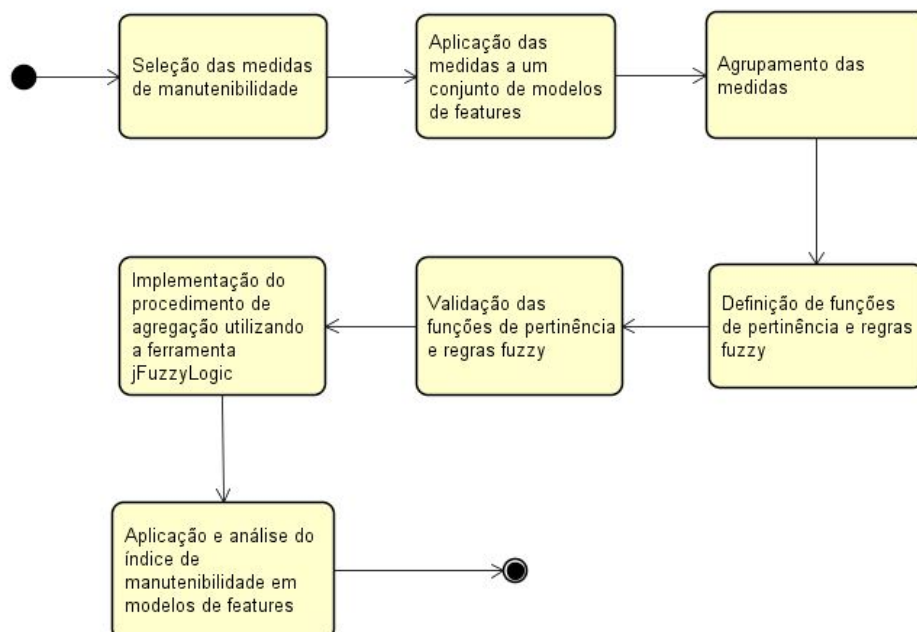 Seleção das medidas
de manutenibilidade
Aplicação das
medidas a um
conjunto de modelos
de features
Agrupamento das
medidas
Definição de funções
de pertinência e regras
fuzzy
Validação das
funções de pertinência
e regras fuzzy
Implementação do
procedimento de
agregação utilizando
a ferramenta
jFuzzyLogic
Aplicação e análise do
índice de
manutenibilidade em
modelos de features